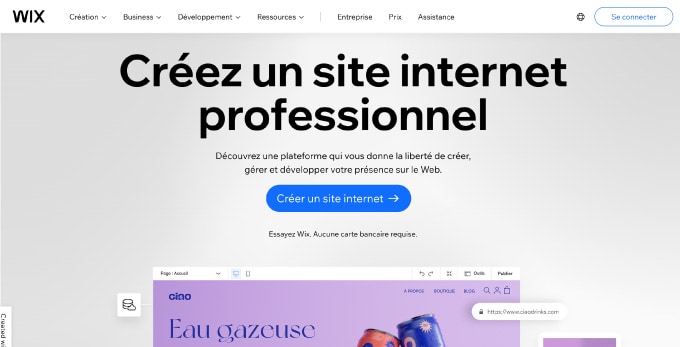 WIX Création Business Développement Ressources Entreprise Prix Assistance Se connecter
Créez un site internet
professionnel
Découvrez une plateforme qui vous donne la liberté de créer,
gérer et développer votre présence sur le Web.
Créer un site internet →
Essayez Wix. Aucune carte bancaire requise.
Page : Accueil Outils Publier
ciao À PROPOS BOUTIQUE BLOG
https://www.ciaodrinks.com
Eau gazeuse
Created wi